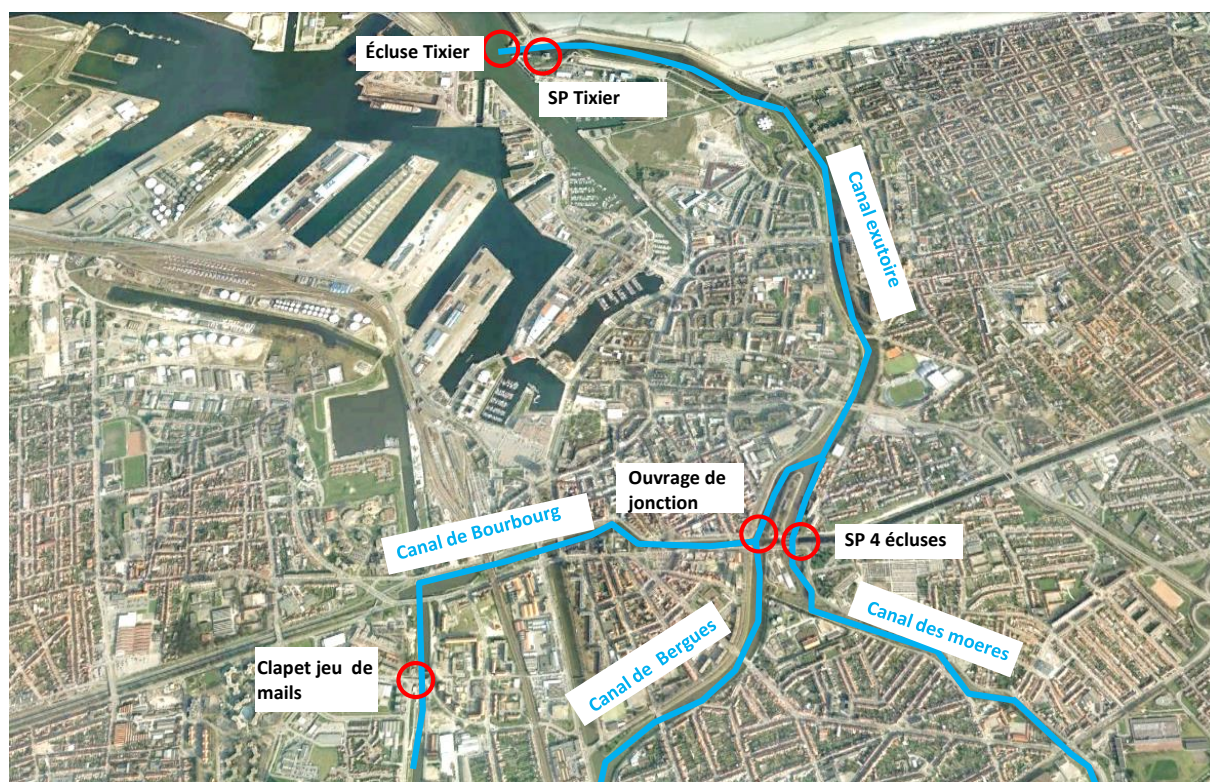 Écluse Tixier
SP Tixier
Canal exutoire
Ouvrage de
jonction
Canal de Bourbourg
SP 4 écluses
Canal des moeres
Canal de Bergues
Clapet jeu de
mails